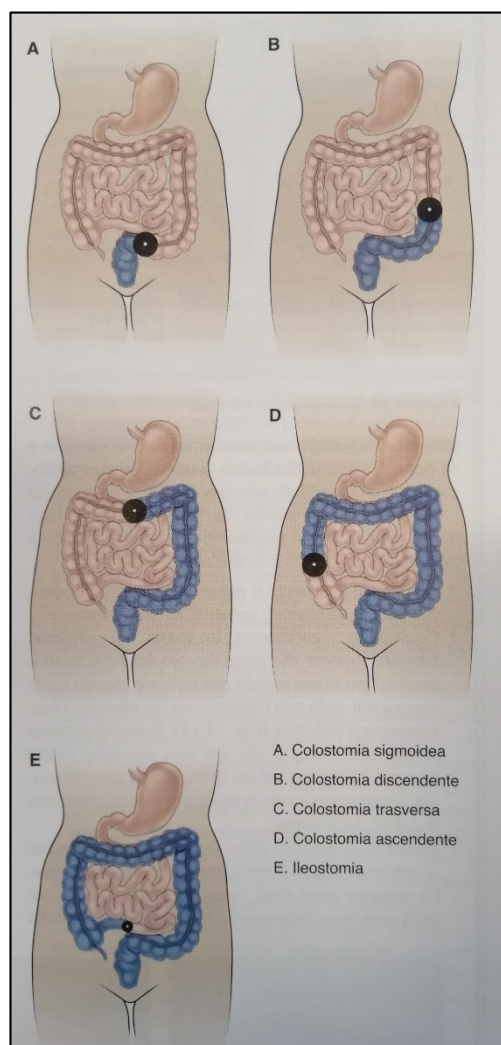 A
B
C
D
E
A. Colostomia sigmoidea
B. Colostomia discendente
C. Colostomia trasversa
D. Colostomia ascendente
E. Ileostomia